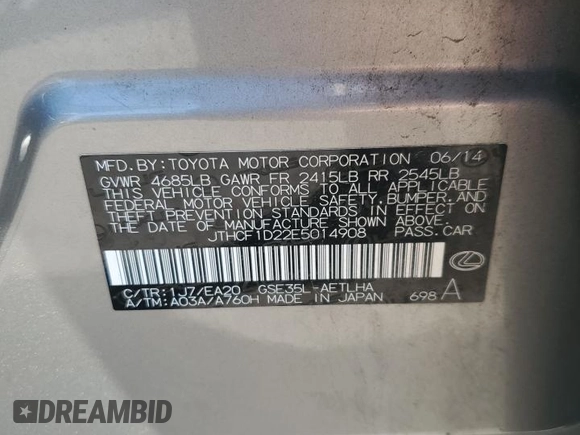 MFD.BY:TOYOTA MOTOR CORPORATION 06/14
GVWR 4685LB GAWR FR 2415LB RR 2545LB
THIS VEHICLE CONFORMS TO ALL APPLICABLE
FEDERAL MOTOR VEHICLE SAFETY,BUMPER,AND
THEFT PREVENTION STANDARDS IN EFFECT ON
THE DATE OF MANUFACTURE SHOWN ABOVE.
JTHCF1D22E5014908 PASS.CAR
C/TR:1J7/EA20 GSE35L-AETLHA
A/TM:A03A/A760H MADE IN JAPAN 698 A
DREAMBID